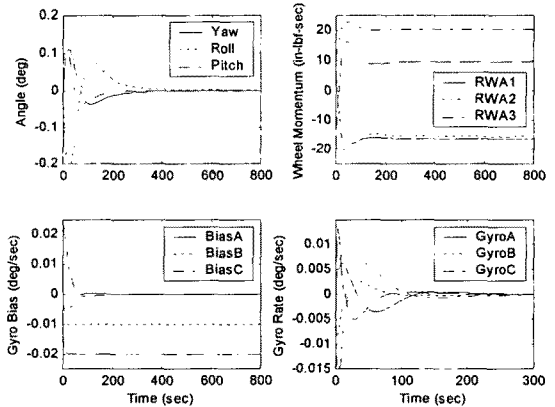 Angle (deg)
0.2
0.1
0
-0.1
-0.2
0 200 400 600 800
Yaw
Roll
Pitch
Wheel Momentum (in-lbf-sec)
20
10
0
-10
-20
0 200 400 600 800
RWA1
RWA2
RWA3
Gyro Bias (deg/sec)
0.02
0.01
0
-0.01
-0.02
0 200 400 600 800
Time (sec)
BiasA
BiasB
BiasC
Gyro Rate (deg/sec)
0.01
0.005
0
-0.005
-0.01
-0.015
0 100 200 300
Time (sec)
GyroA
GyroB
GyroC